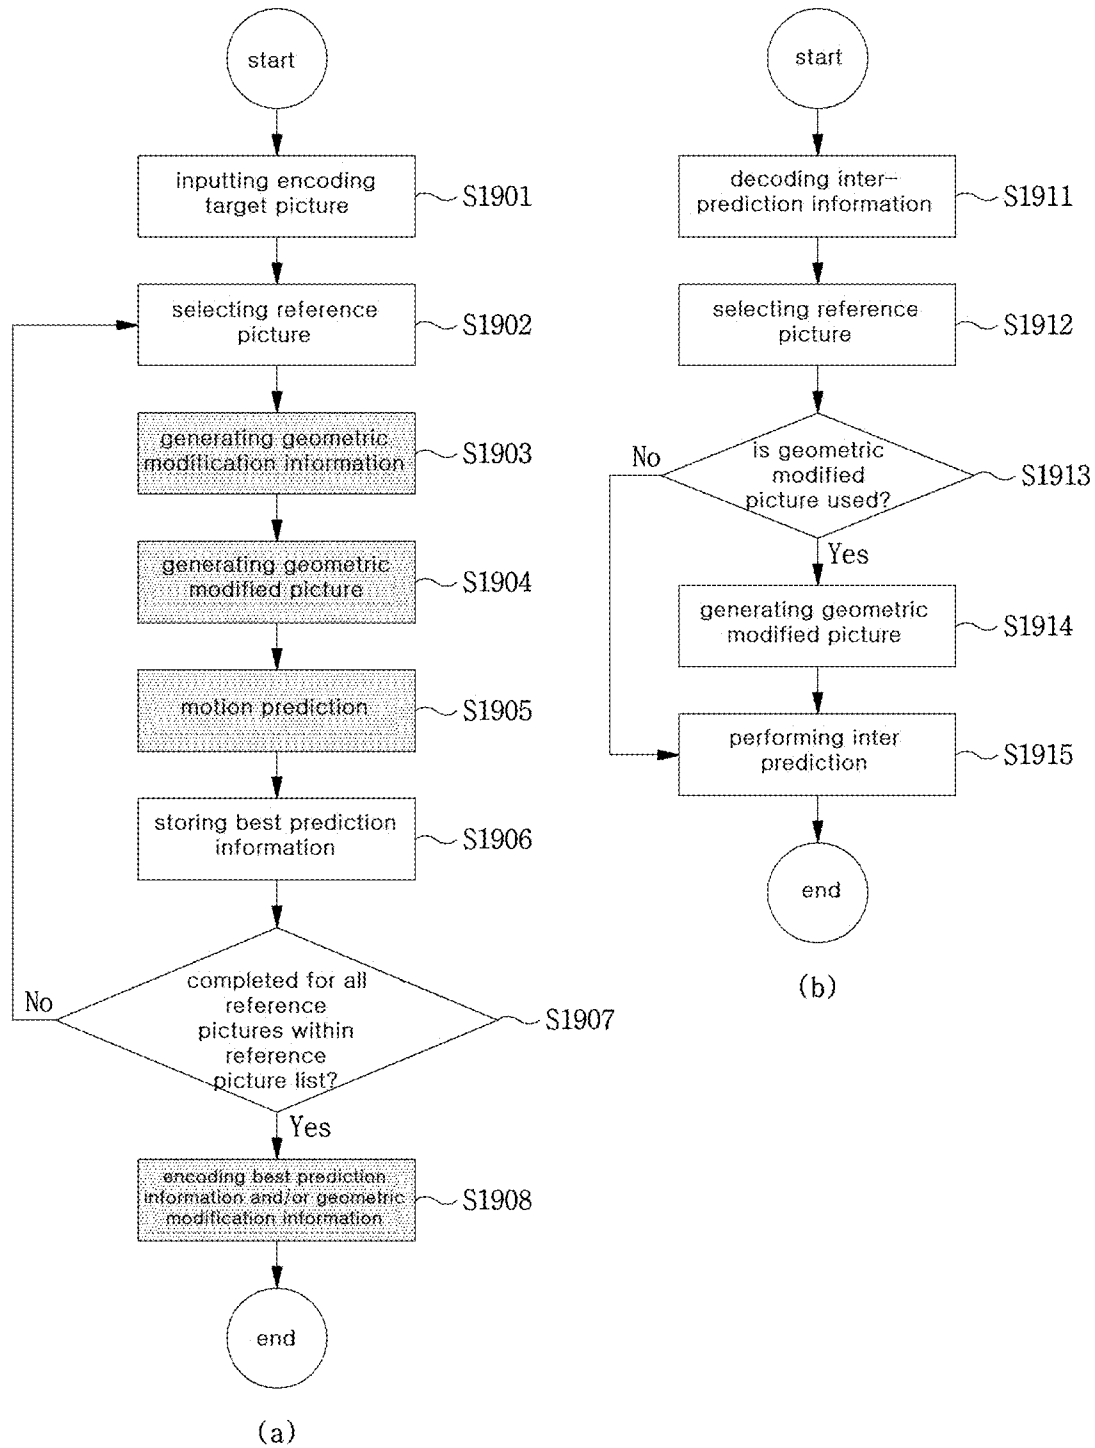 start
inputting encoding
target picture
S1901
selecting reference
picture
S1902
generating geometric
modification information
S1903
generating geometric
modified picture
S1904
motion prediction
S1905
storing best prediction
information
S1906
completed for all
reference
pictures within
reference
picture list?
S1907
No
Yes
encoding best prediction
information and/or geometric
modification information
S1908
end
(a)
start
decoding inter-
prediction information
S1911
selecting reference
picture
S1912
is geometric
modified
picture used?
S1913
No
Yes
generating geometric
modified picture
S1914
performing inter
prediction
S1915
end
(b)